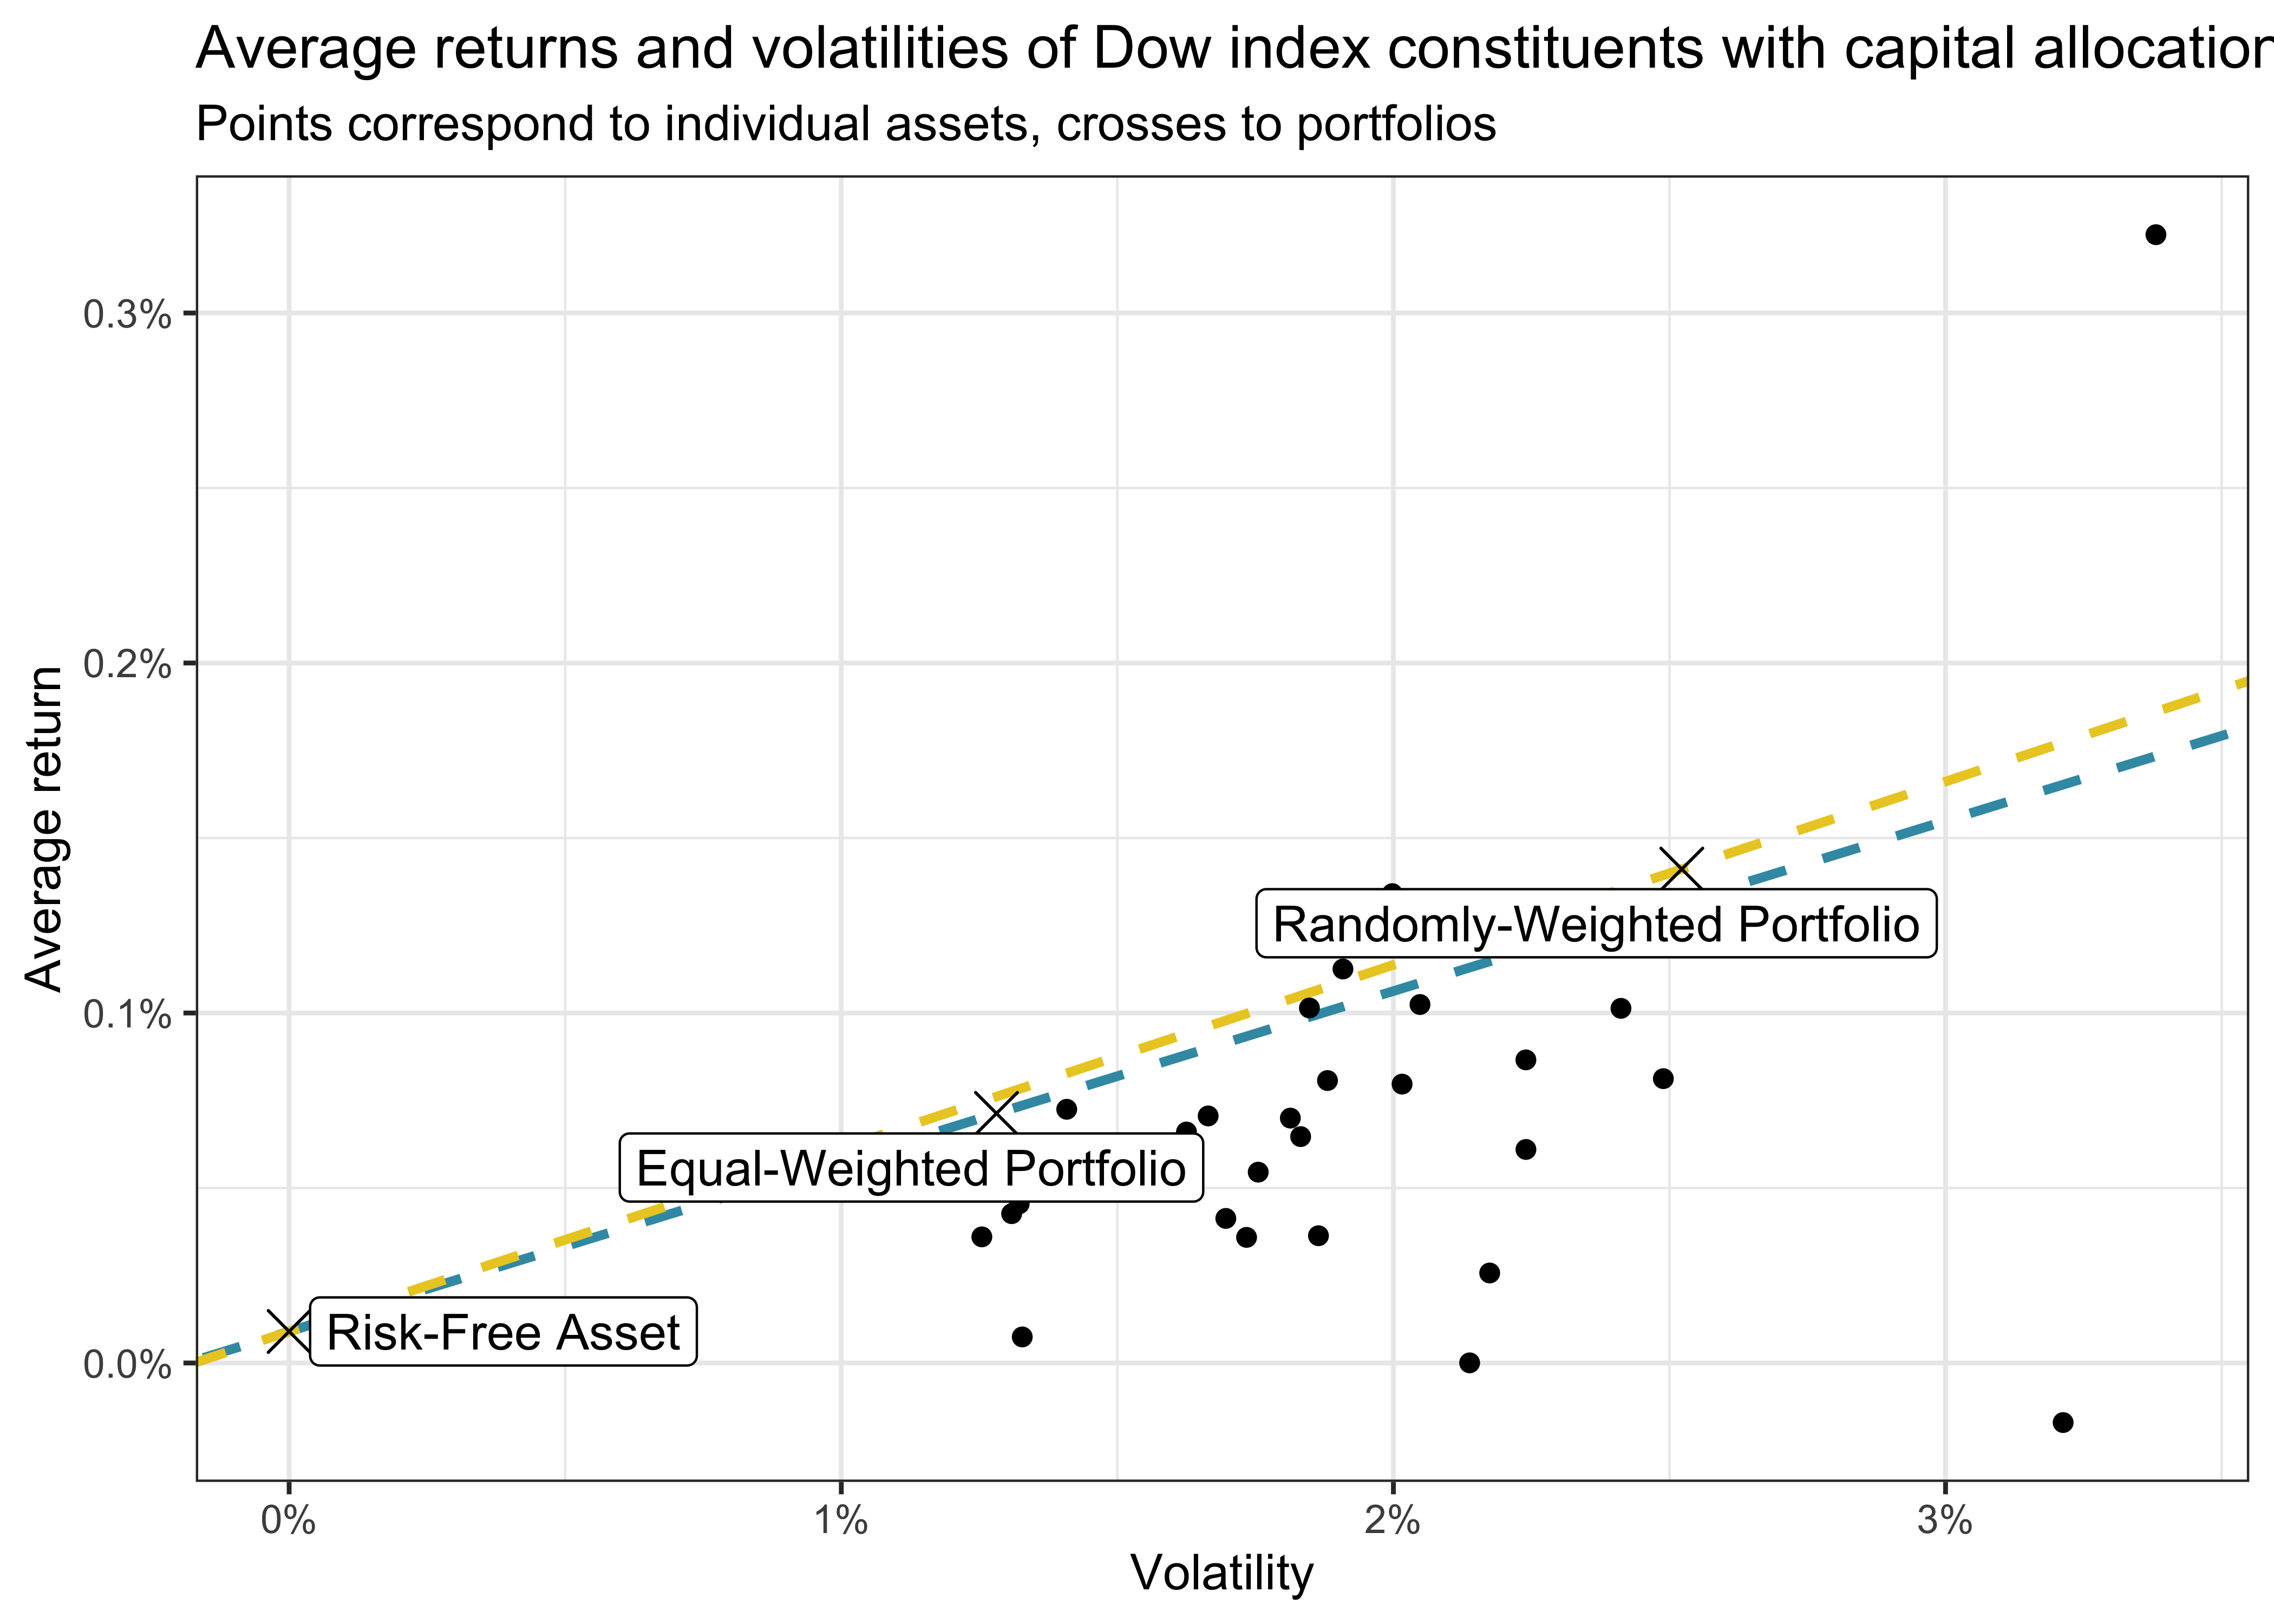 Average returns and volatilities of Dow index constituents with capital allocation
Points correspond to individual assets, crosses to portfolios
Average return
0.3%
0.2%
0.1%
0.0%
Randomly-Weighted Portfolio
Equal-Weighted Portfolio
Risk-Free Asset
0%
1%
2%
3%
Volatility